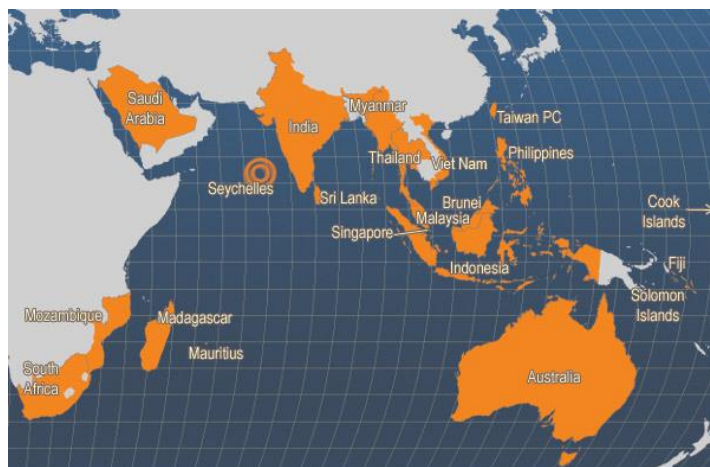 Saudi
Arabia
India
Myanmar
Taiwan PC
Thailand
Viet Nam
Philippines
Seychelles
Sri Lanka
Brunei
Malaysia
Singapore
Cook
Islands
Indonesia
Fiji
Solomon
Islands
Mozambique
Madagascar
Mauritius
South
Africa
Australia